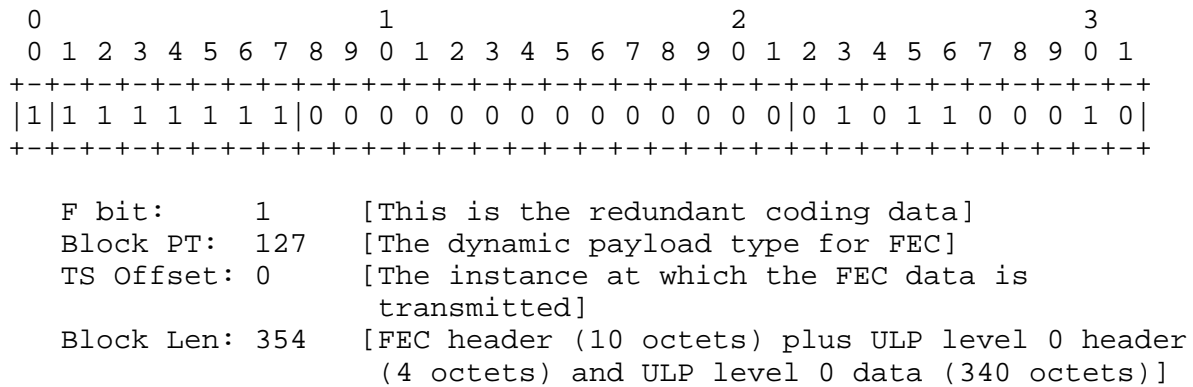 0                   1                   2                   3
 0 1 2 3 4 5 6 7 8 9 0 1 2 3 4 5 6 7 8 9 0 1 2 3 4 5 6 7 8 9 0 1
+-+-+-+-+-+-+-+-+-+-+-+-+-+-+-+-+-+-+-+-+-+-+-+-+-+-+-+-+-+-+-+-+
|1|1 1 1 1 1 1 1|0 0 0 0 0 0 0 0 0 0 0 0 0 0|0 1 0 1 1 0 0 0 1 0|
+-+-+-+-+-+-+-+-+-+-+-+-+-+-+-+-+-+-+-+-+-+-+-+-+-+-+-+-+-+-+-+-+
   F bit:     1    [This is the redundant coding data]
   Block PT:  127  [The dynamic payload type for FEC]
   TS Offset: 0    [The instance at which the FEC data is
                    transmitted]
   Block Len: 354  [FEC header (10 octets) plus ULP level 0 header
                    (4 octets) and ULP level 0 data (340 octets)]